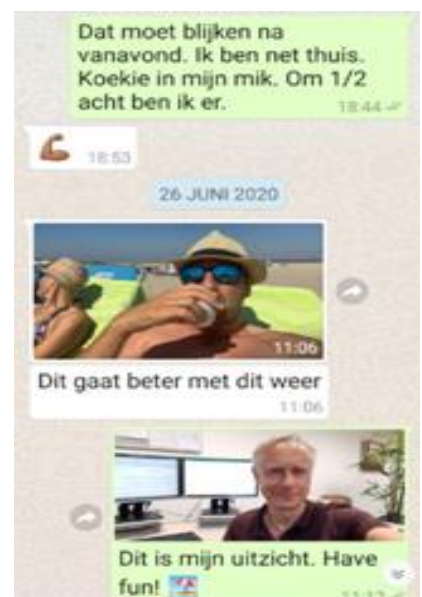 Dat moet blijken na
vanavond. Ik ben net thuis.
Koekie in mijn mik. Om 1/2
acht ben ik er.
18:44
18:53
26 JUNI 2020
11:06
Dit gaat beter met dit weer
11:06
Dit is mijn uitzicht. Have
fun!